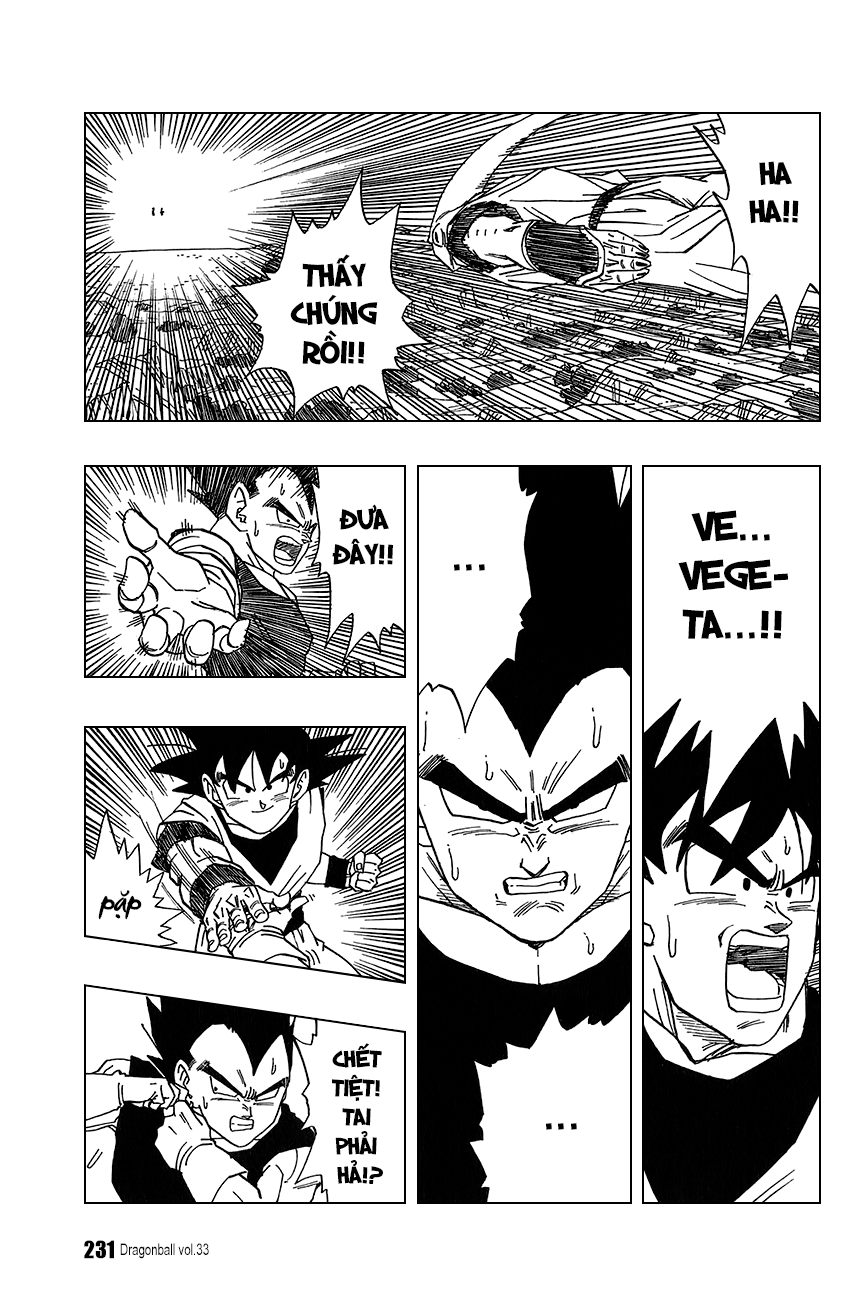 HA
HA!!
THẤY
CHÚNG
RỒI!!
VE...
VEGE-
TA...!!
...
...
ĐƯA
ĐÂY!!
pặp
CHẾT
TIỆT!
TAI
PHẢI
HẢ!?
231 Dragonball vol.33